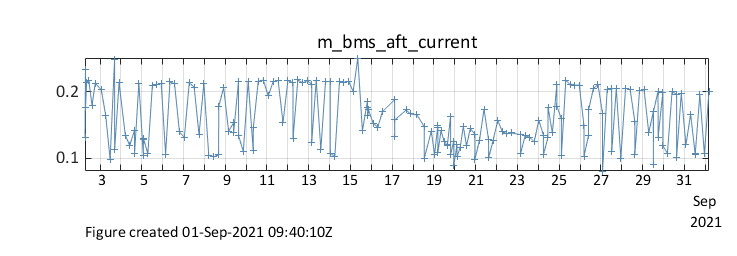 m_bms_aft_current
0.2
0.1
3 5 7 9 11 13 15 17 19 21 23 25 27 29 31
Sep
2021
Figure created 01-Sep-2021 09:40:10Z